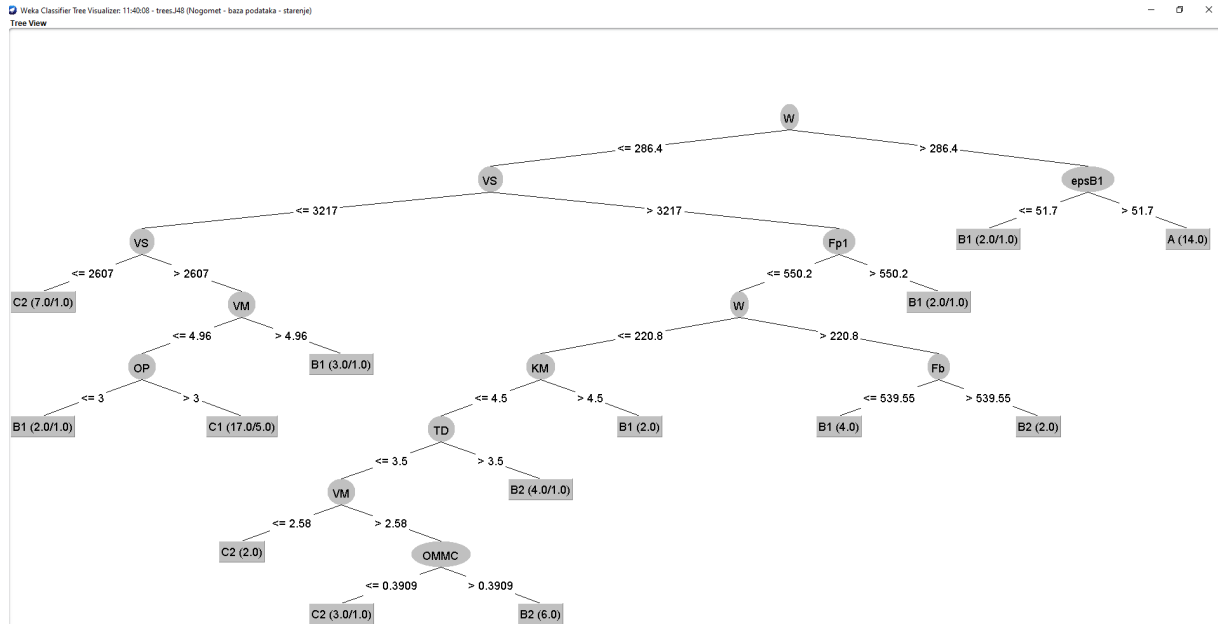 Weka Classifier Tree Visualizer: 11:40:08 - trees.J48 (Nogomet - baza podataka - starenje)
Tree View
W
<= 286.4 > 286.4
VS epsB1
<= 3217 > 3217 <= 51.7 > 51.7
VS Fp1 B1 (2.0/1.0) A (14.0)
<= 2607 > 2607 <= 550.2 > 550.2
C2 (7.0/1.0) VM W B1 (2.0/1.0)
<= 4.96 > 4.96 <= 220.8 > 220.8
OP B1 (3.0/1.0) KM Fb
<= 3 > 3 <= 4.5 > 4.5 <= 539.55 > 539.55
B1 (2.0/1.0) C1 (17.0/5.0) TD B1 (2.0) B1 (4.0) B2 (2.0)
<= 3.5 > 3.5
VM B2 (4.0/1.0)
<= 2.58 > 2.58
C2 (2.0) OMMC
<= 0.3909 > 0.3909
C2 (3.0/1.0) B2 (6.0)